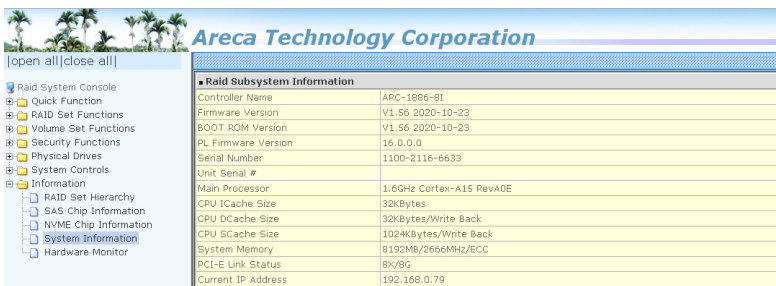 Areca Technology Corporation
|open all|close all|
Raid System Console
Quick Function
RAID Set Functions
Volume Set Functions
Security Functions
Physical Drives
System Controls
Information
RAID Set Hierarchy
SAS Chip Information
NVME Chip Information
System Information
Hardware Monitor
Raid Subsystem Information
Controller Name ARC-1886-8I
Firmware Version V1.56 2020-10-23
BOOT ROM Version V1.56 2020-10-23
PL Firmware Version 16.0.0.0
Serial Number 1100-2116-6633
Unit Serial #
Main Processor 1.6GHz Cortex-A15 RevA0E
CPU ICache Size 32KBytes
CPU DCache Size 32KBytes/Write Back
CPU SCache Size 1024KBytes/Write Back
System Memory 8192MB/2666MHz/ECC
PCI-E Link Status 8X/8G
Current IP Address 192.168.0.79